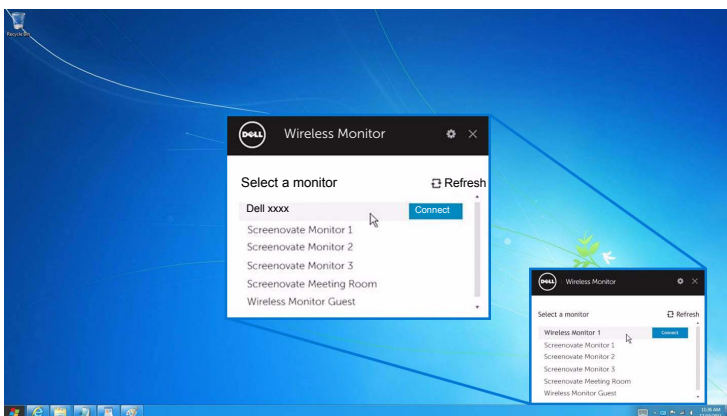 Recycle Bin
DELL Wireless Monitor
Select a monitor Refresh
Dell xxxx Connect
Screenovate Monitor 1
Screenovate Monitor 2
Screenovate Monitor 3
Screenovate Meeting Room
Wireless Monitor Guest
DELL Wireless Monitor
Select a monitor Refresh
Wireless Monitor 1 Connect
Screenovate Monitor 1
Screenovate Monitor 2
Screenovate Monitor 3
Screenovate Meeting Room
Wireless Monitor Guest